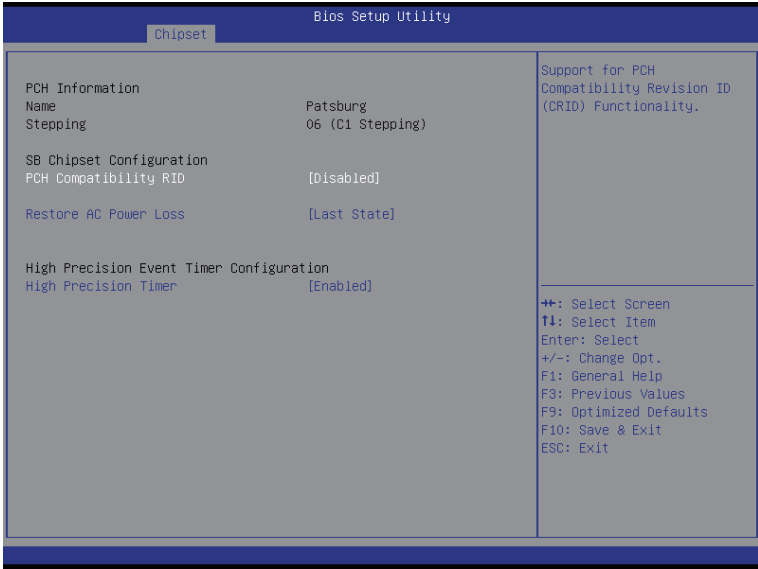 Bios Setup Utility
Chipset
PCH Information
Name Patsburg
Stepping 06 (C1 Stepping)
SB Chipset Configuration
PCH Compatibility RID [Disabled]
Restore AC Power Loss [Last State]
High Precision Event Timer Configuration
High Precision Timer [Enabled]
Support for PCH
Compatibility Revision ID
(CRID) Functionality.
→←: Select Screen
↑↓: Select Item
Enter: Select
+/-: Change Opt.
F1: General Help
F3: Previous Values
F9: Optimized Defaults
F10: Save & Exit
ESC: Exit